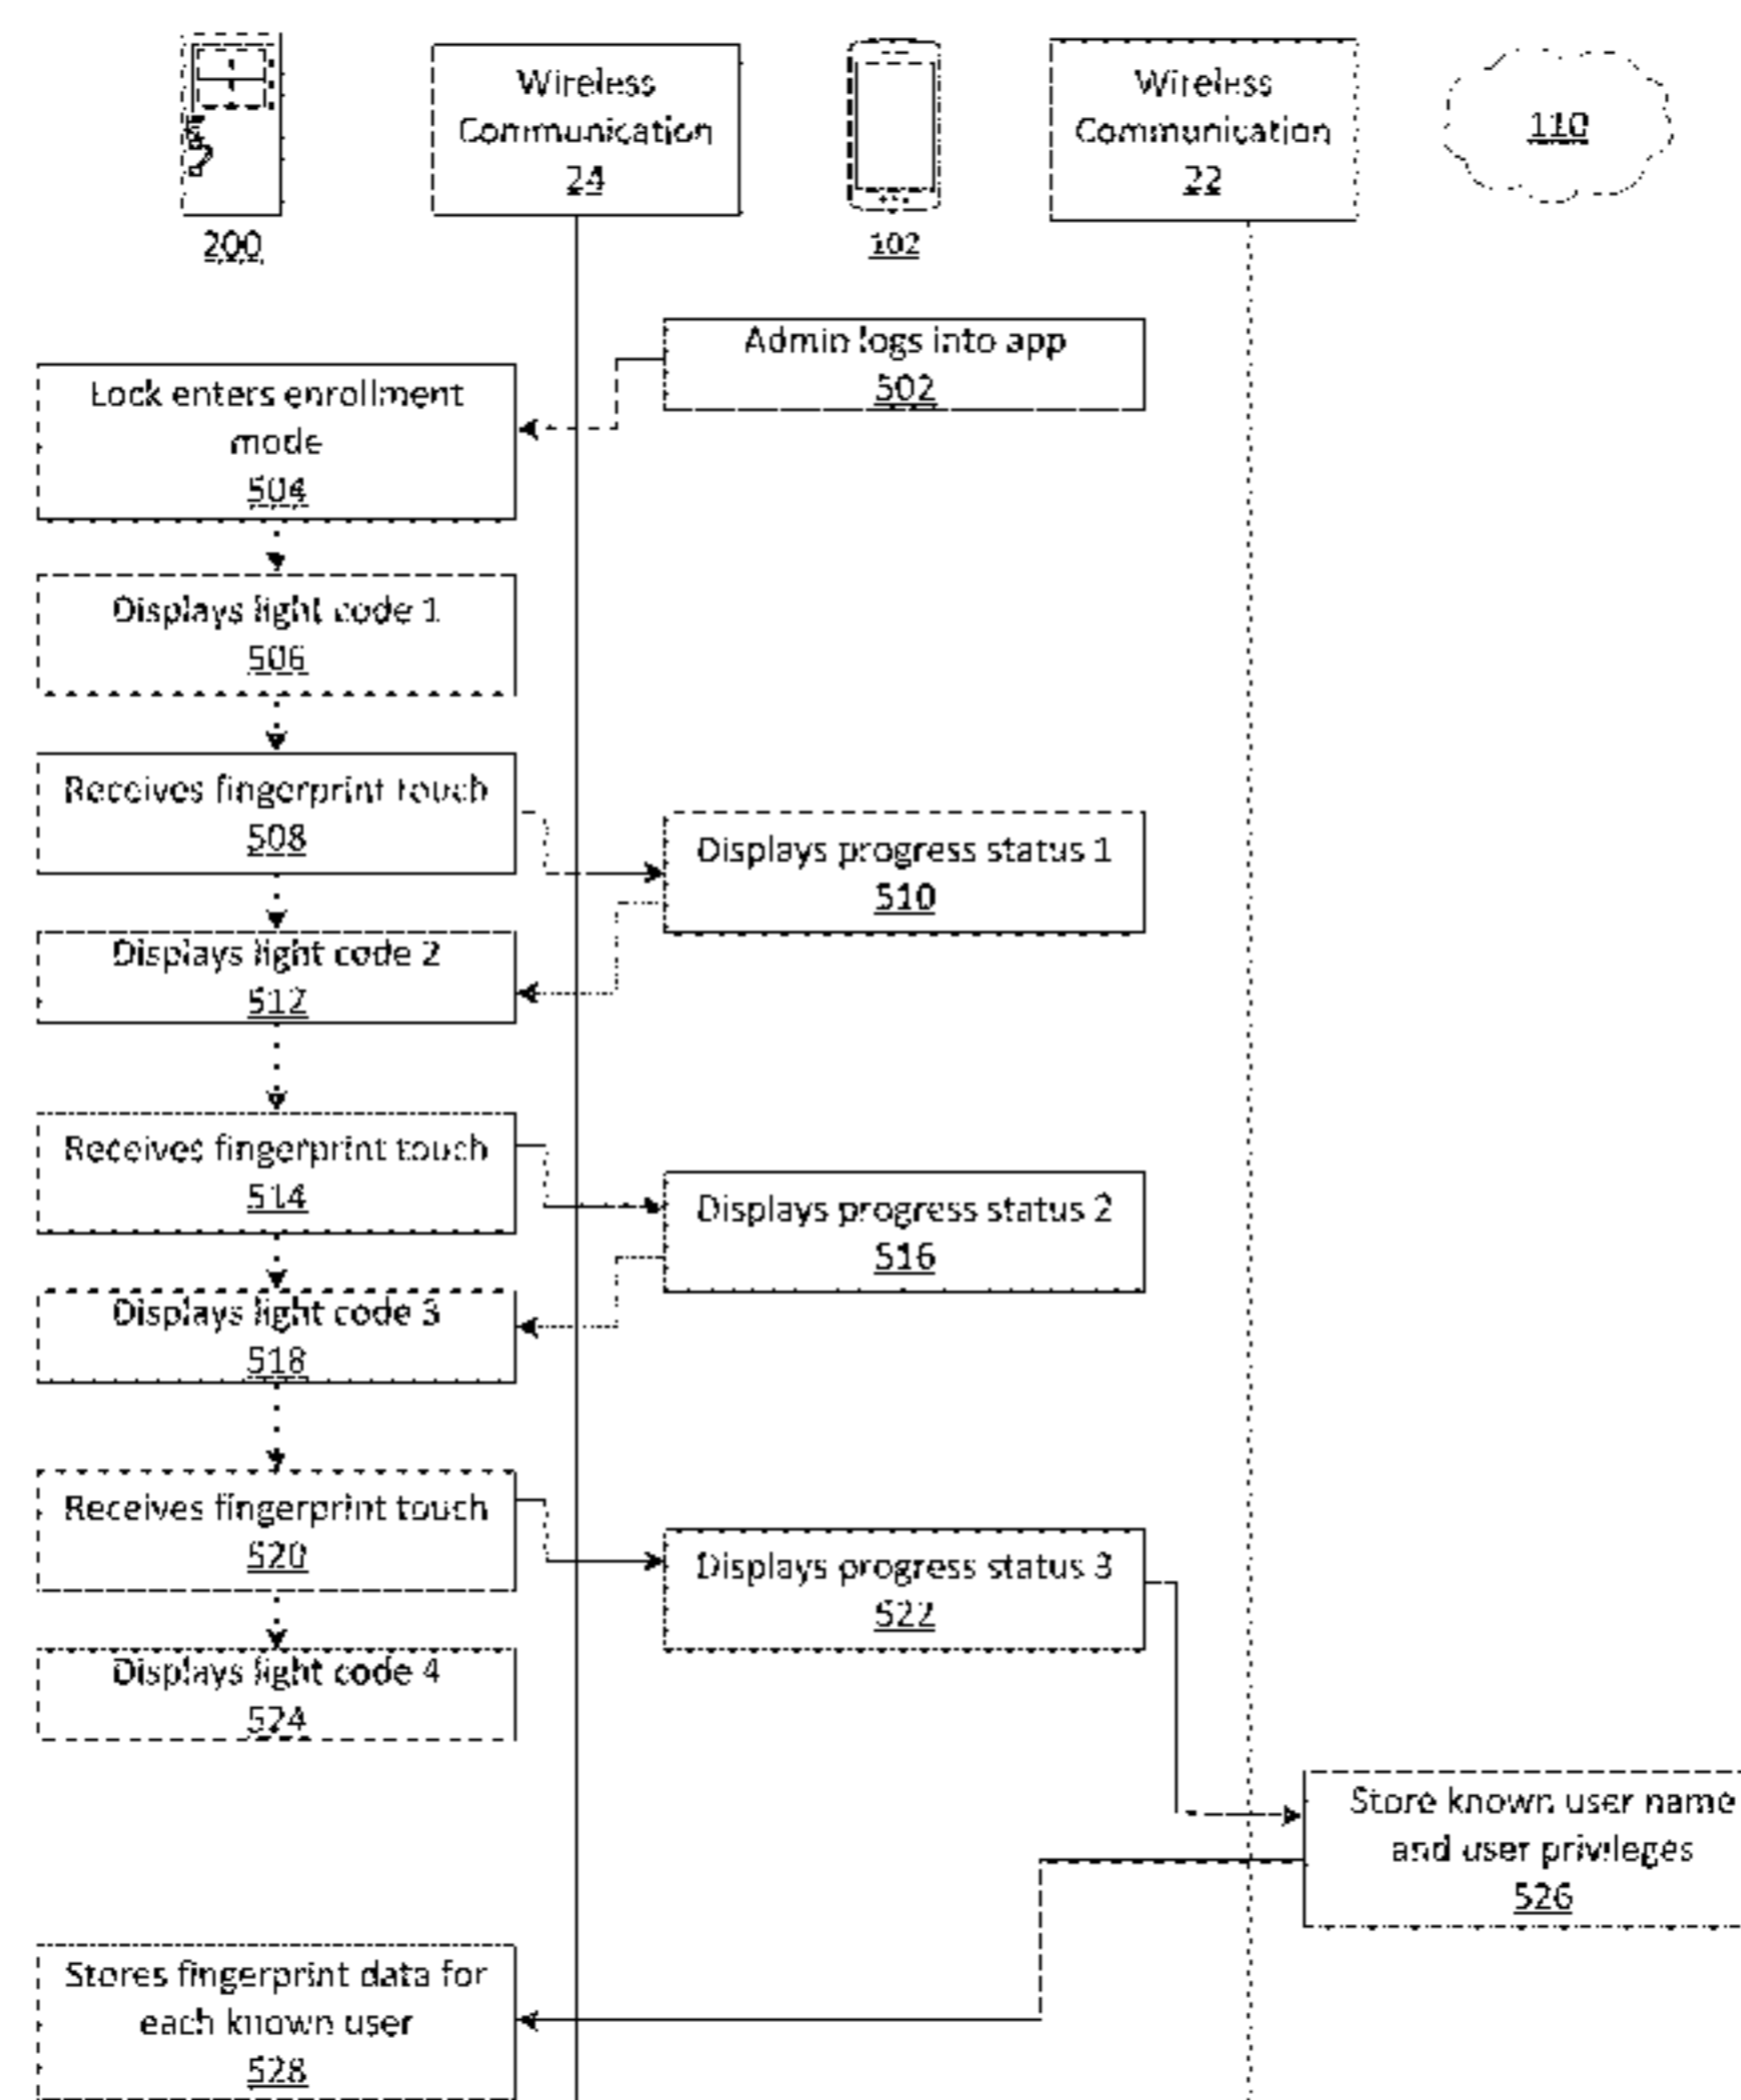 Wireless
Communication
24
Wireless
Communication
22
110
200
102
Admin logs into app
502
Lock enters enrollment
mode
504
Displays light code 1
506
Receives fingerprint touch
508
Displays progress status 1
510
Displays light code 2
512
Receives fingerprint touch
514
Displays progress status 2
516
Displays light code 3
518
Receives fingerprint touch
520
Displays progress status 3
522
Displays light code 4
524
Store known user name
and user privileges
526
Stores fingerprint data for
each known user
528